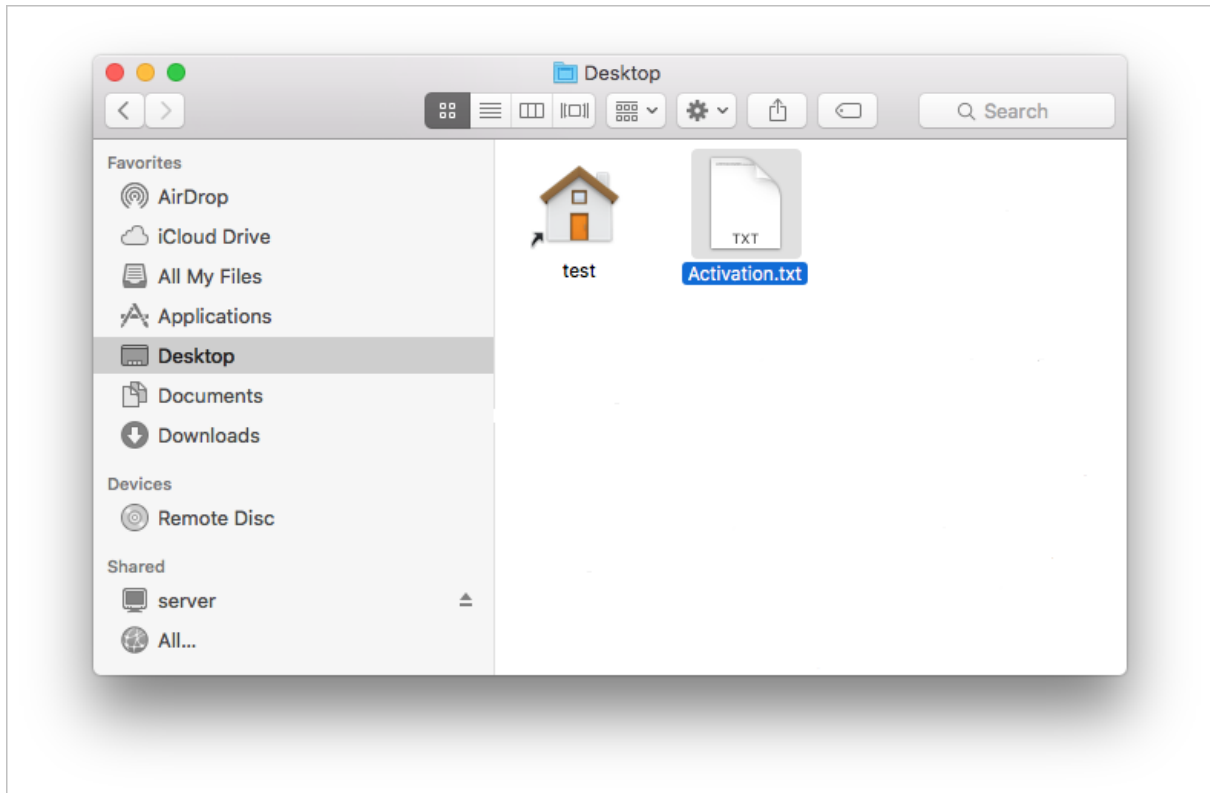 Desktop
Search
Favorites
AirDrop
iCloud Drive
All My Files
Applications
Desktop
Documents
Downloads
Devices
Remote Disc
Shared
server
All...
test
TXT
Activation.txt